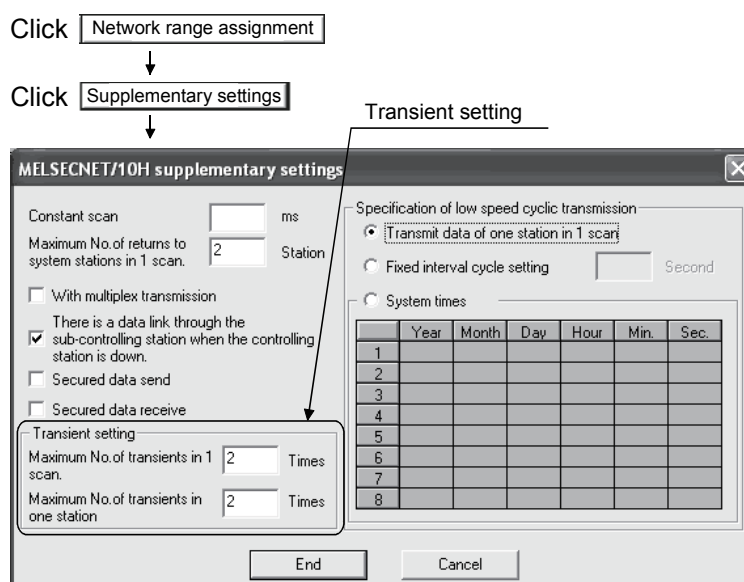 Click Network range assignment
Click Supplementary settings
Transient setting
MELSECNET/10H supplementary settings
Constant scan ms
Maximum No.of returns to
system stations in 1 scan. 2 Station
With multiplex transmission
There is a data link through the
sub-controlling station when the controlling
station is down.
Secured data send
Secured data receive
Transient setting
Maximum No.of transients in 1
scan. 2 Times
Maximum No.of transients in
one station 2 Times
Specification of low speed cyclic transmission
Transmit data of one station in 1 scan
Fixed interval cycle setting Second
System times
Year Month Day Hour Min. Sec.
1
2
3
4
5
6
7
8
End Cancel